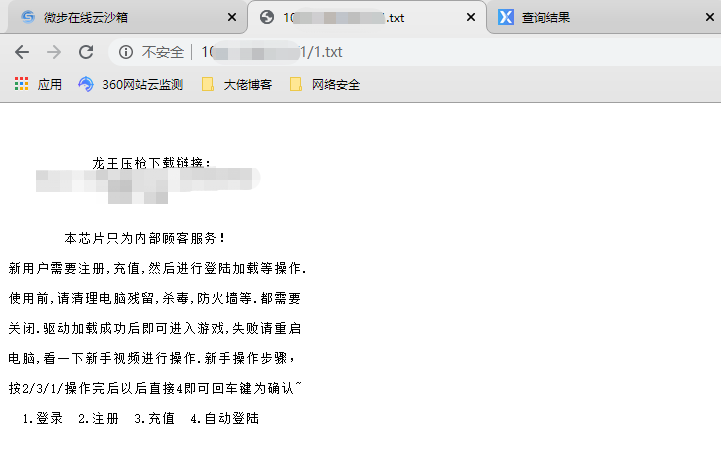 微步在线云沙箱
10 1.txt
查询结果
不安全 10 1/1.txt
应用 360网站云监测 大佬博客 网络安全
龙王压枪下载链接:
本芯片只为内部顾客服务!
新用户需要注册,充值,然后进行登陆加载等操作.
使用前,请清理电脑残留,杀毒,防火墙等.都需要
关闭.驱动加载成功后即可进入游戏,失败请重启
电脑,看一下新手视频进行操作.新手操作步骤，
按2/3/1/操作完后以后直接4即可回车键为确认~
1.登录 2.注册 3.充值 4.自动登陆